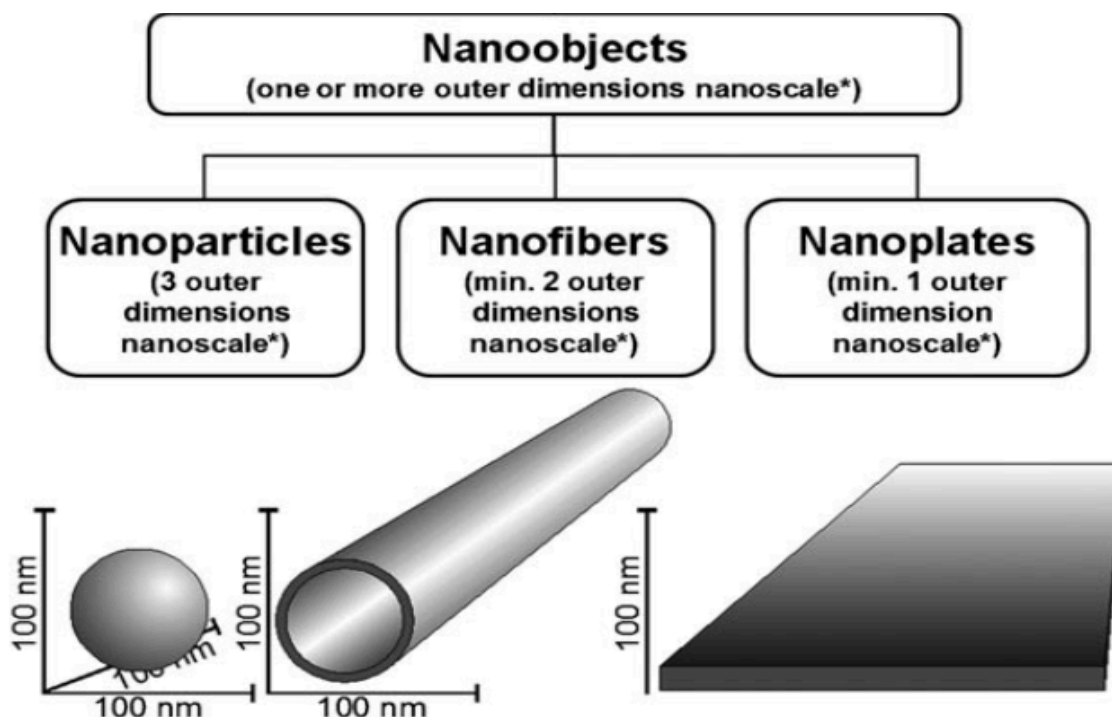 Nanoobjects
(one or more outer dimensions nanoscale*)
Nanoparticles
(3 outer
dimensions
nanoscale*)
Nanofibers
(min. 2 outer
dimensions
nanoscale*)
Nanoplates
(min. 1 outer
dimension
nanoscale*)
100 nm
100 nm
100 nm
100 nm
100 nm
100 nm